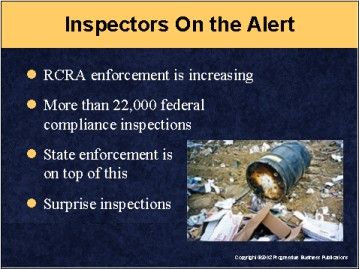 Inspectors On the Alert
RCRA enforcement is increasing
More than 22,000 federal
compliance inspections
State enforcement is
on top of this
Surprise inspections
Copyright ©2002 Progressive Business Publications